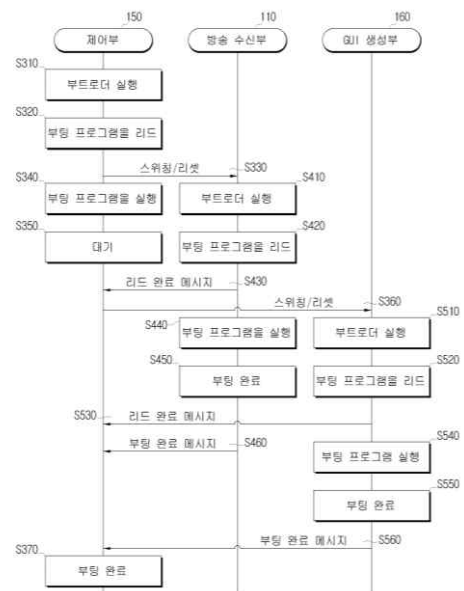 150 110 160
제어부 방송 수신부 GUI 생성부
S310
부트로더 실행
S320
부팅 프로그램을 리드
스위칭/리셋 S330
S340 S410
부팅 프로그램을 실행 부트로더 실행
S350 S420
대기 부팅 프로그램을 리드
리드 완료 메시지 S430
스위칭/리셋 S360
S440 S510
부팅 프로그램을 실행 부트로더 실행
S450 S520
부팅 완료 부팅 프로그램을 리드
S530 리드 완료 메시지
부팅 완료 메시지 S460
S540
부팅 프로그램 실행
S550
부팅 완료
부팅 완료 메시지 S560
S370
부팅 완료